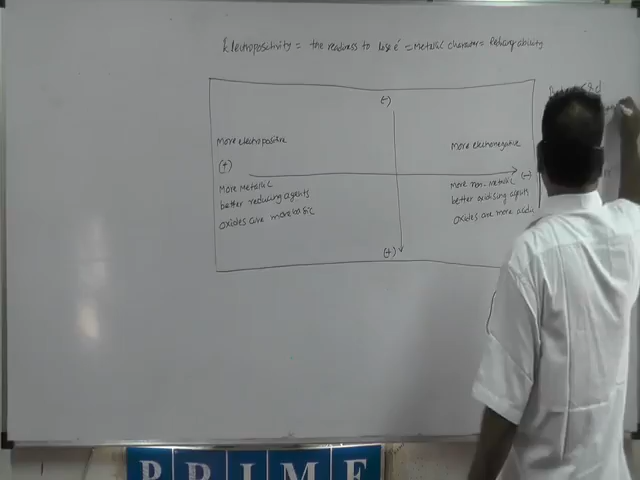 Electropositivity = the readiness to lose e⁻ = Metallic character = Reducing ability
(-)
More electropositive
More electronegative
(+)
(-)
More Metallic
better reducing agents
oxides are more basic
More non-Metallic
better oxidising agents
oxides are more acidic
(+)
PRIME